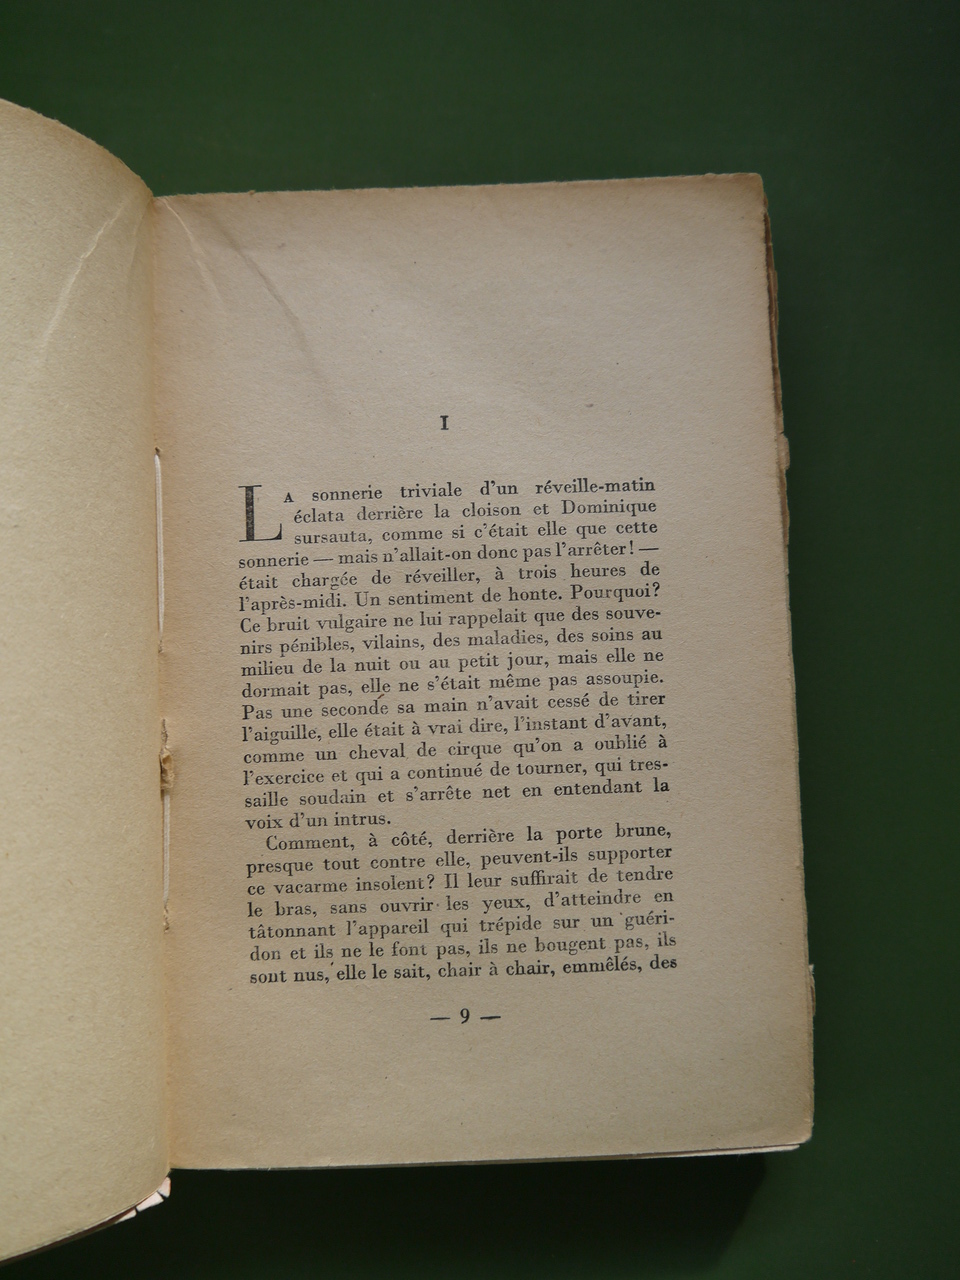 I
LA sonnerie triviale d'un réveille-matin
éclata derrière la cloison et Dominique
sursauta, comme si c'était elle que cette
sonnerie — mais n'allait-on donc pas l'arrêter! —
était chargée de réveiller, à trois heures de
l'après-midi. Un sentiment de honte. Pourquoi?
Ce bruit vulgaire ne lui rappelait que des souve-
nirs pénibles, vilains, des maladies, des soins au
milieu de la nuit ou au petit jour, mais elle ne
dormait pas, elle ne s'était même pas assoupie.
Pas une seconde sa main n'avait cessé de tirer
l'aiguille, elle était à vrai dire, l'instant d'avant,
comme un cheval de cirque qu'on a oublié à
l'exercice et qui a continué de tourner, qui tres-
saille soudain et s'arrête net en entendant la
voix d'un intrus.
Comment, à côté, derrière la porte brune,
presque tout contre elle, peuvent-ils supporter
ce vacarme insolent? Il leur suffirait de tendre
le bras, sans ouvrir les yeux, d'atteindre en
tâtonnant l'appareil qui trépide sur un guéri-
don et ils ne le font pas, ils ne bougent pas, ils
sont nus, elle le sait, chair à chair, emmêlés, des
— 9 —